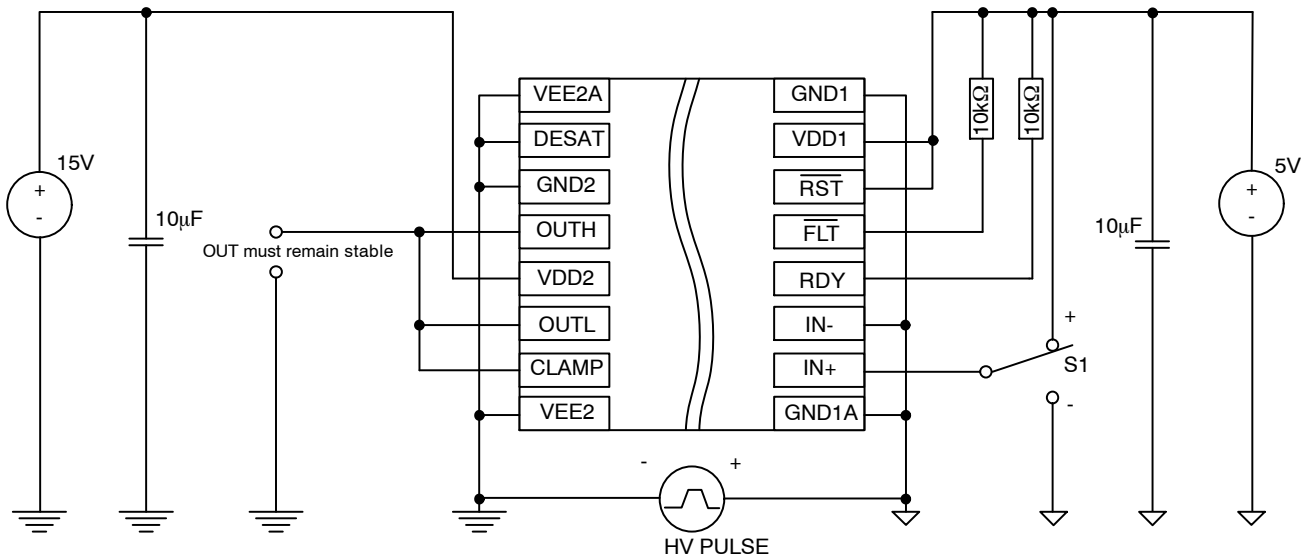 15V
+
-
10µF
OUT must remain stable
VEE2A
DESAT
GND2
OUTH
VDD2
OUTL
CLAMP
VEE2
GND1
VDD1
RST
FLT
RDY
IN-
IN+
GND1A
10kΩ
10kΩ
+
S1
-
10µF
5V
+
-
-
+
HV PULSE